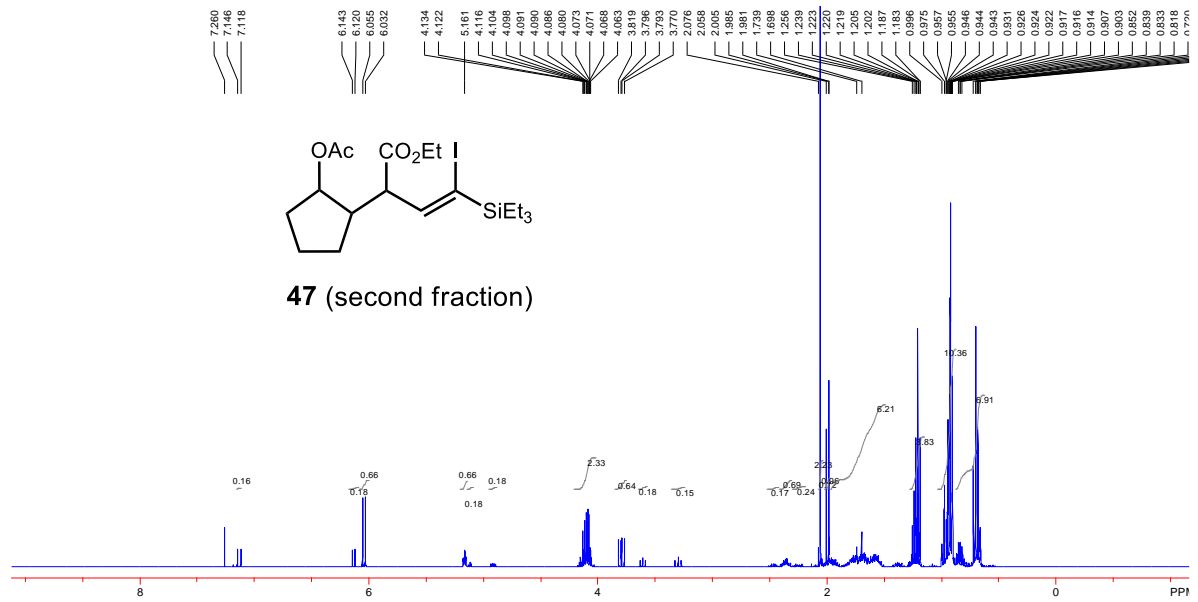 7.260 7.146 7.118 6.143 6.120 6.055 6.032 4.134 4.122 5.161 4.116 4.104 4.098 4.091 4.090 4.086 4.080 4.073 4.071 4.068 4.063 3.819 3.796 3.793 3.770 2.076 2.058 2.005 1.985 1.981 1.739 1.698 1.256 1.239 1.223 1.220 1.219 1.205 1.202 1.187 1.183 0.996 0.975 0.957 0.955 0.946 0.944 0.943 0.931 0.926 0.924 0.922 0.917 0.916 0.914 0.907 0.903 0.852 0.839 0.833 0.818 0.720
OAc CO₂Et I
SiEt₃
47 (second fraction)
10.36
6.91
6.21
3.83
0.16 0.18 0.66 0.66 0.18 0.18 2.33 0.64 0.18 0.15 0.17 0.69 0.24 2.23
8 6 4 2 0 PPM